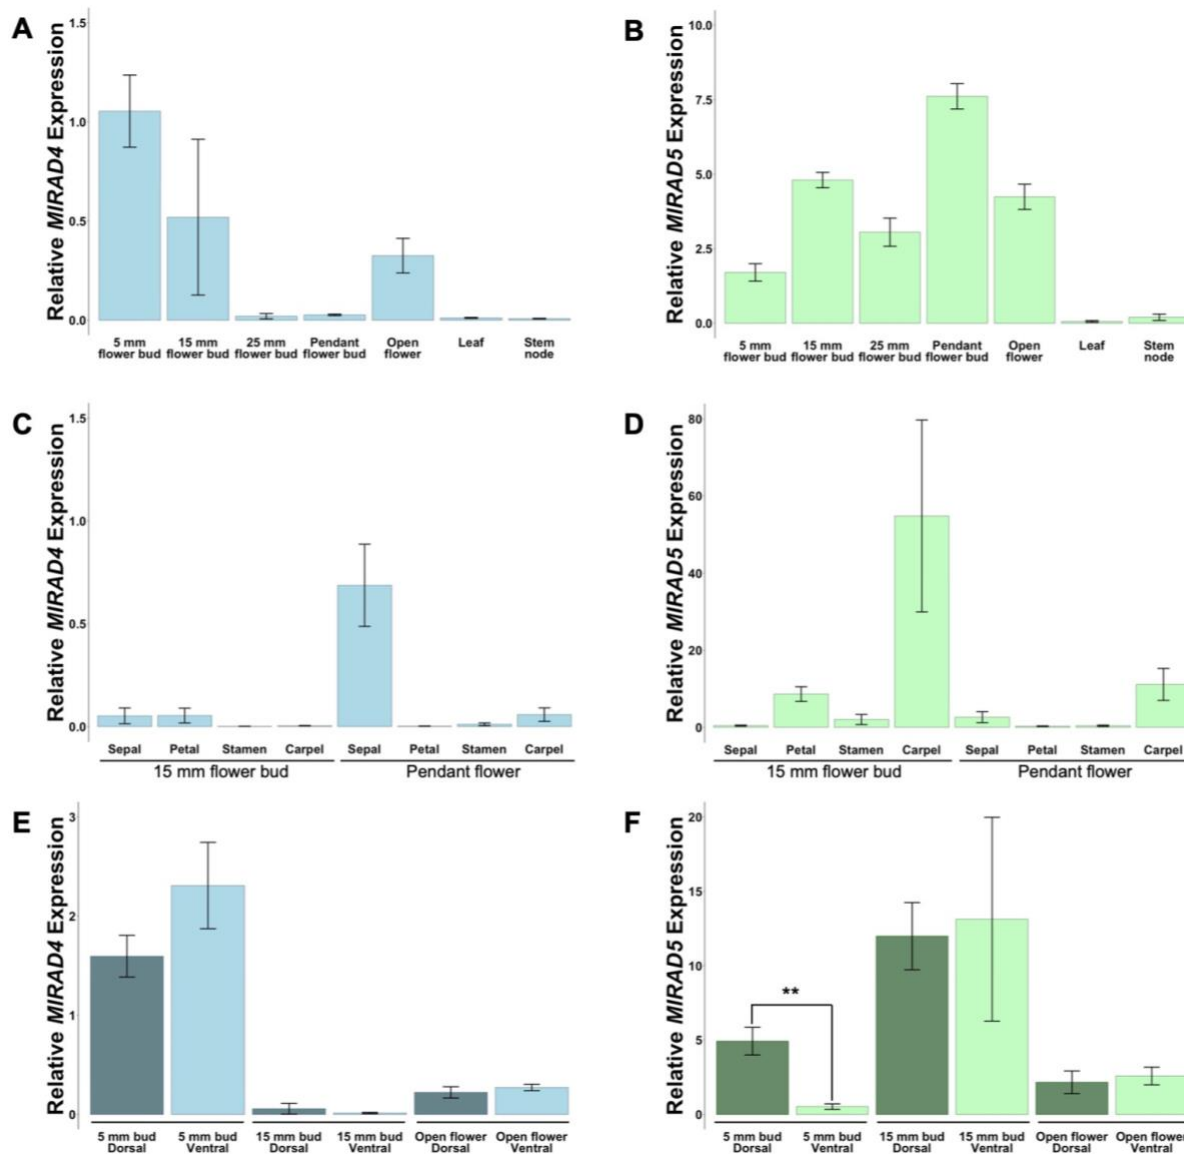 A
Relative MIRAD4 Expression
1.5
1.0
0.5
0.0
5 mm
flower bud
15 mm
flower bud
25 mm
flower bud
Pendant
flower bud
Open
flower
Leaf
Stem
node
B
Relative MIRAD5 Expression
10.0
7.5
5.0
2.5
0.0
5 mm
flower bud
15 mm
flower bud
25 mm
flower bud
Pendant
flower bud
Open
flower
Leaf
Stem
node
C
Relative MIRAD4 Expression
1.5
1.0
0.5
0.0
Sepal Petal Stamen Carpel Sepal Petal Stamen Carpel
15 mm flower bud Pendant flower
D
Relative MIRAD5 Expression
80
60
40
20
0
Sepal Petal Stamen Carpel Sepal Petal Stamen Carpel
15 mm flower bud Pendant flower
E
Relative MIRAD4 Expression
3
2
1
0
5 mm bud
Dorsal
5 mm bud
Ventral
15 mm bud
Dorsal
15 mm bud
Ventral
Open flower
Dorsal
Open flower
Ventral
F
Relative MIRAD5 Expression
20
15
10
5
0
**
5 mm bud
Dorsal
5 mm bud
Ventral
15 mm bud
Dorsal
15 mm bud
Ventral
Open flower
Dorsal
Open flower
Ventral